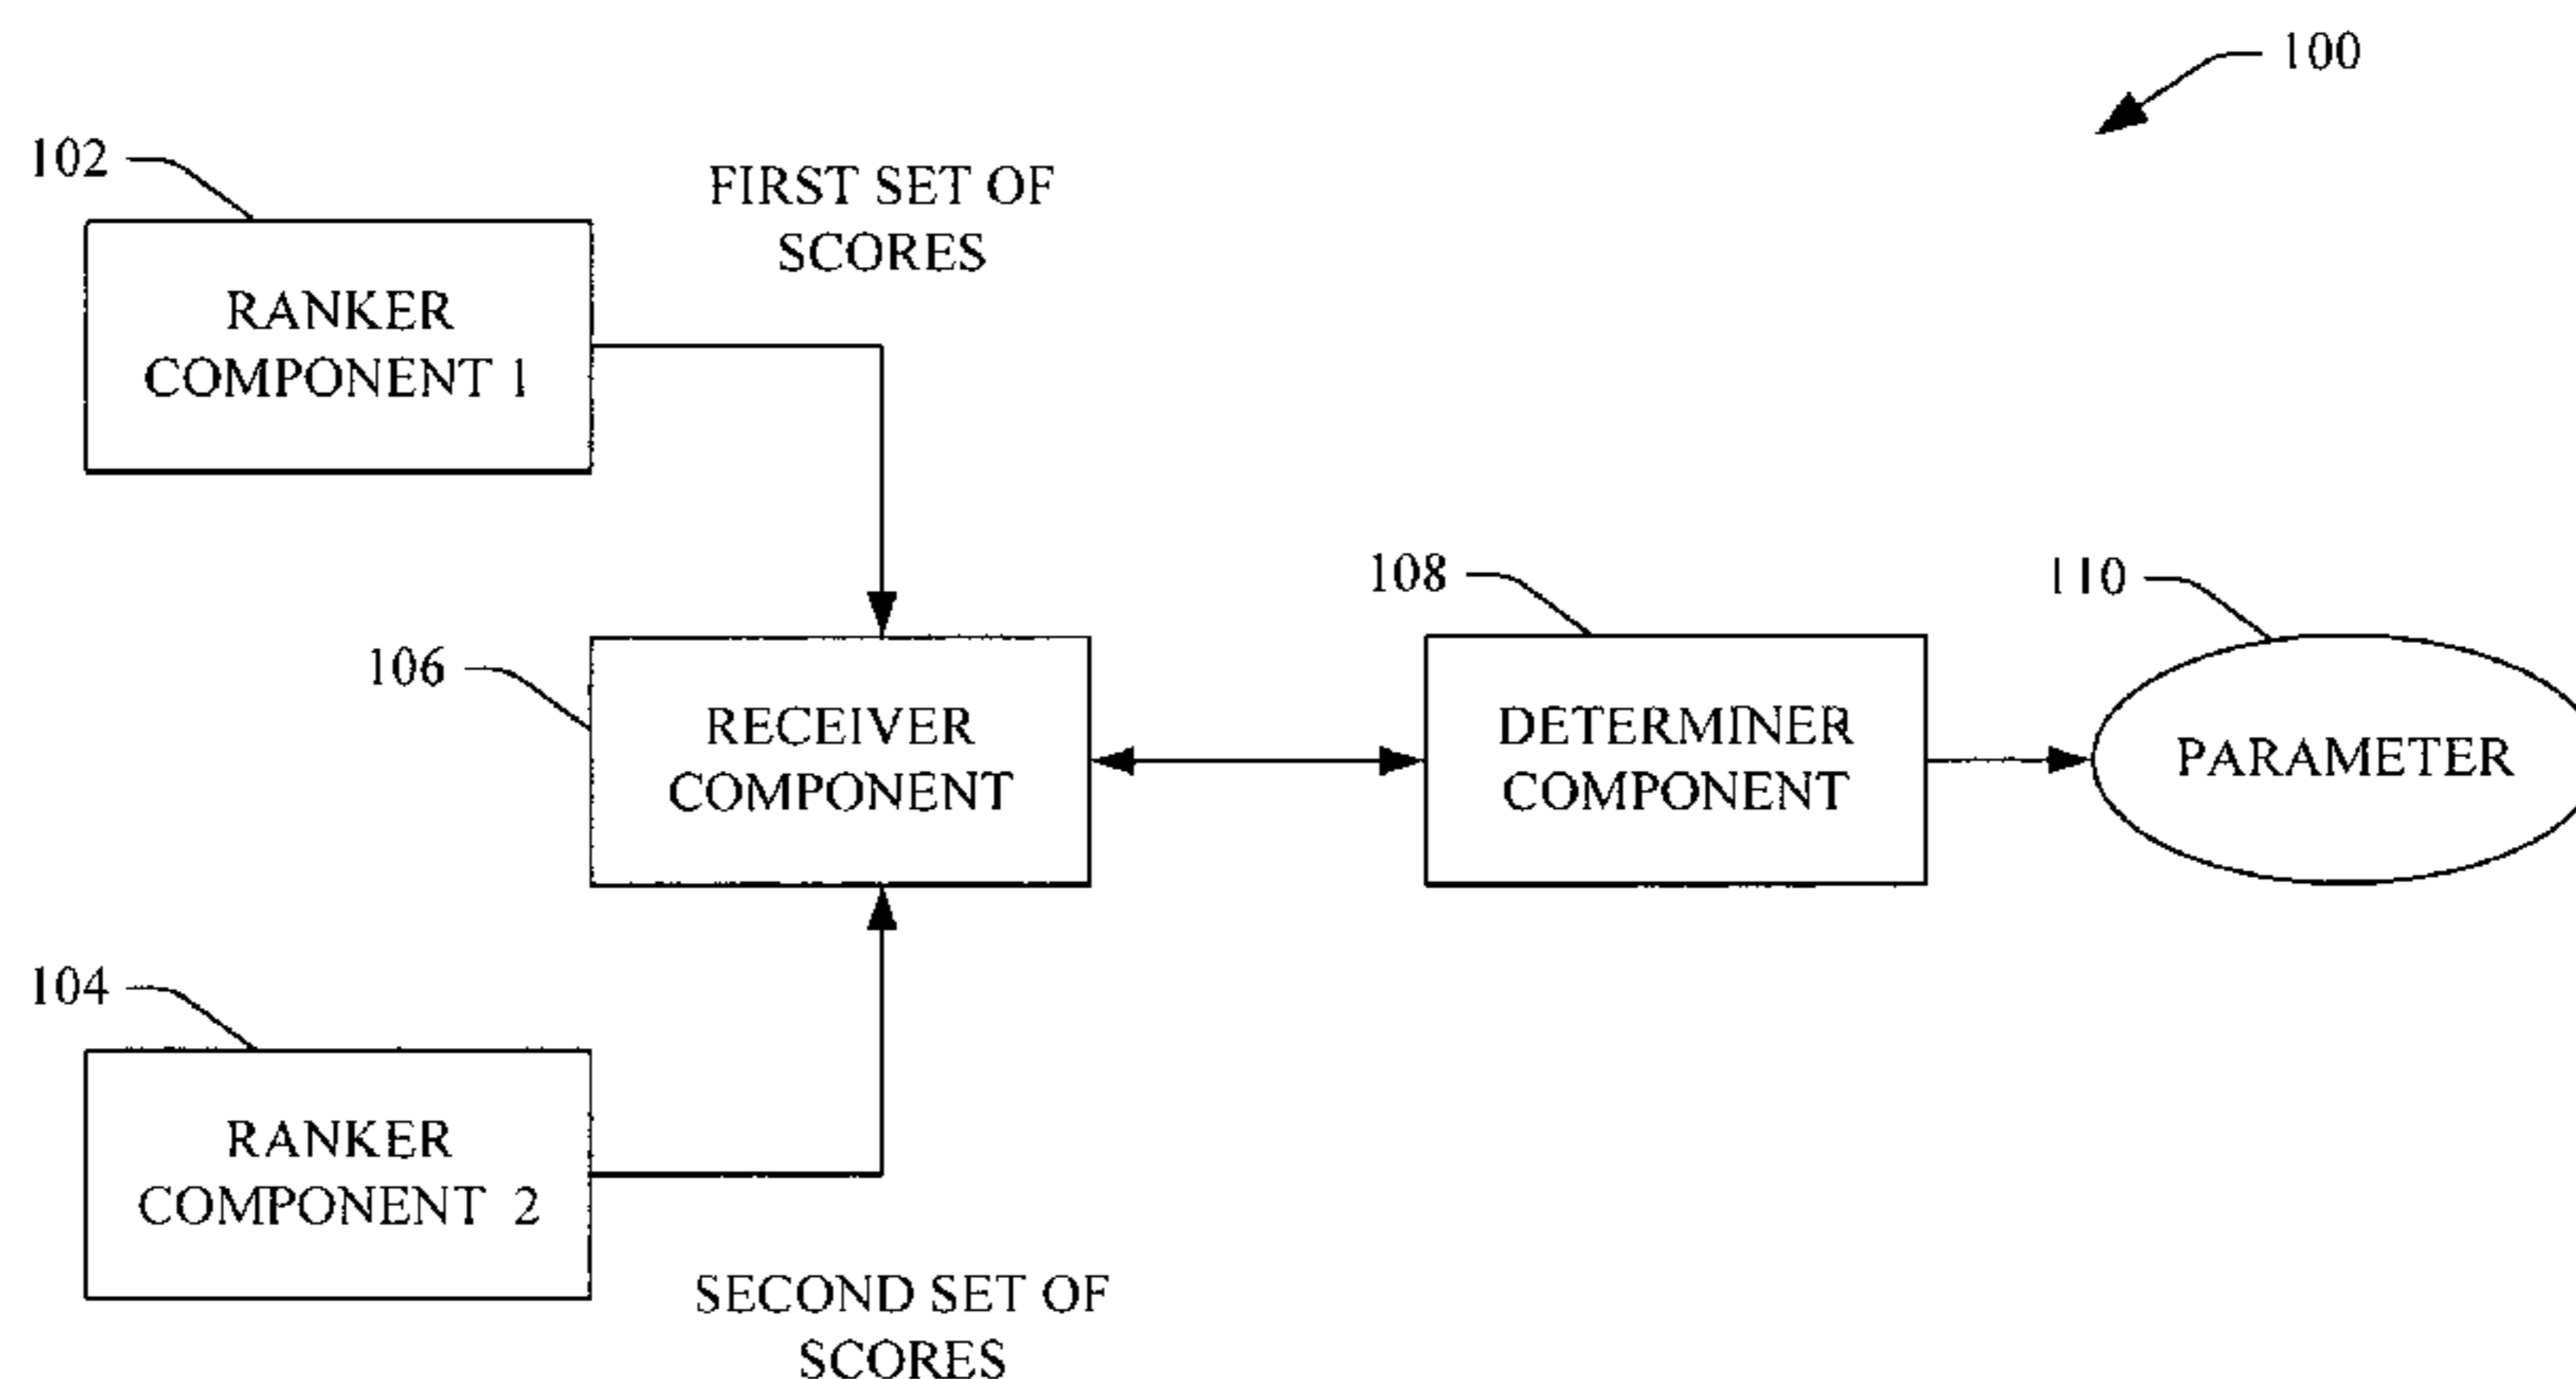 100
102
FIRST SET OF
SCORES
RANKER
COMPONENT 1
108
110
106
RECEIVER
COMPONENT
DETERMINER
COMPONENT
PARAMETER
104
RANKER
COMPONENT 2
SECOND SET OF
SCORES